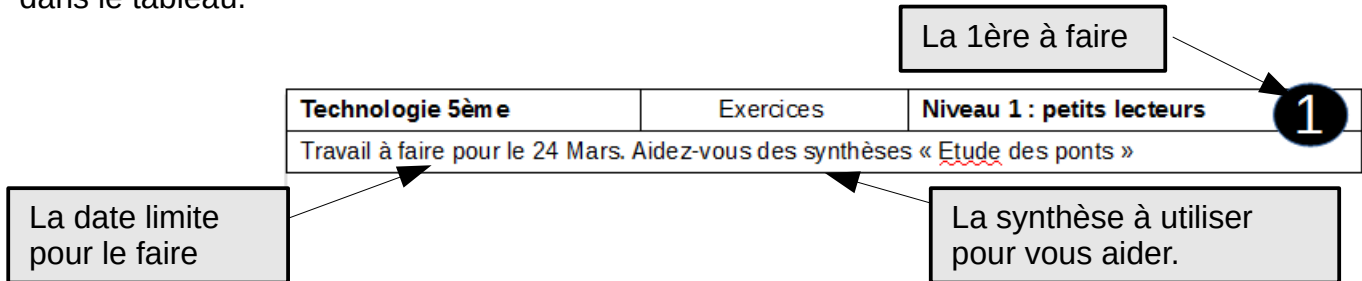 dans le tableau.
La 1ère à faire
Technologie 5ème Exercices Niveau 1 : petits lecteurs 1
Travail à faire pour le 24 Mars. Aidez-vous des synthèses « Etude des ponts »
La date limite
pour le faire
La synthèse à utiliser
pour vous aider.